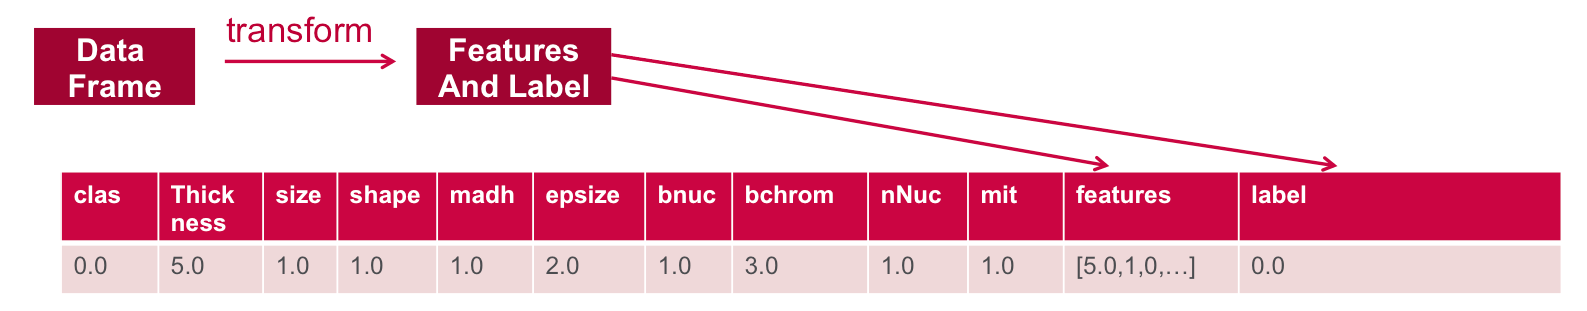 transform
Data
Frame
Features
And Label
clas Thick ness size shape madh epsize bnuc bchrom nNuc mit features label
0.0 5.0 1.0 1.0 1.0 2.0 1.0 3.0 1.0 1.0 [5.0,1,0,…] 0.0